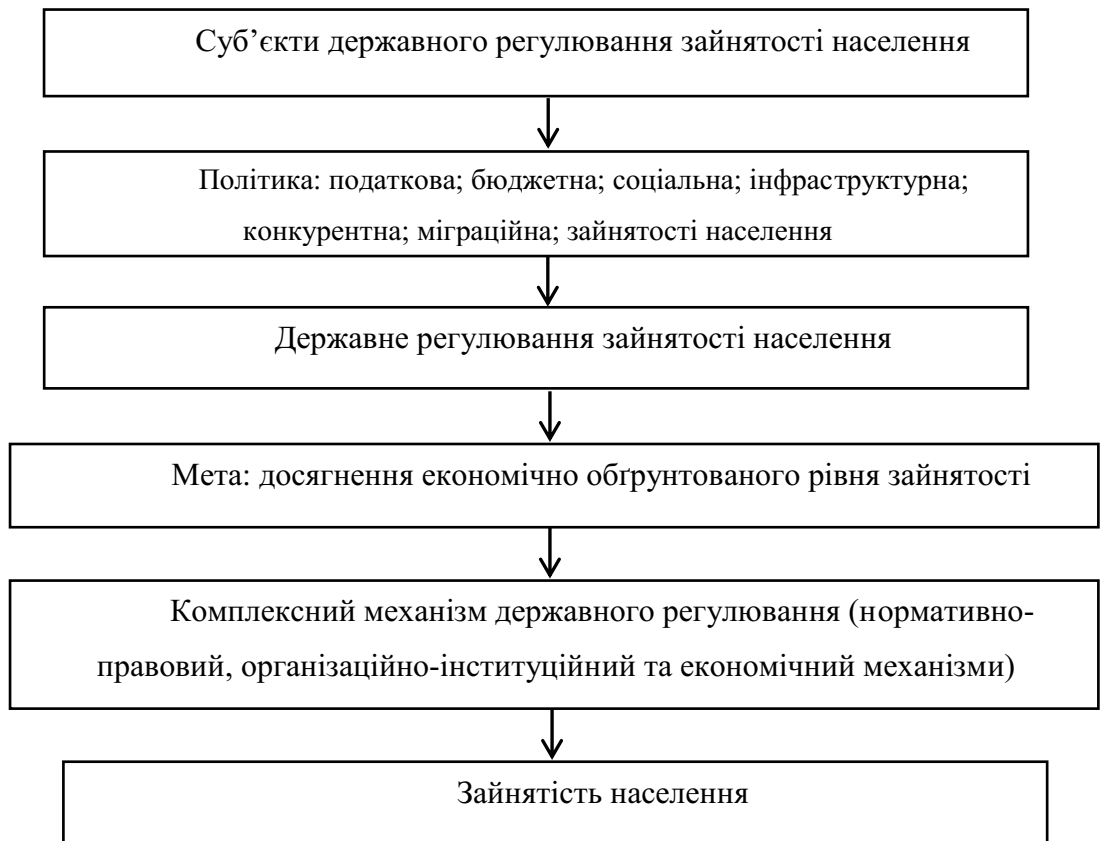 Суб’єкти державного регулювання зайнятості населення
Політика: податкова; бюджетна; соціальна; інфраструктурна;
конкурентна; міграційна; зайнятості населення
Державне регулювання зайнятості населення
Мета: досягнення економічно обґрунтованого рівня зайнятості
Комплексний механізм державного регулювання (нормативно-
правовий, організаційно-інституційний та економічний механізми)
Зайнятість населення